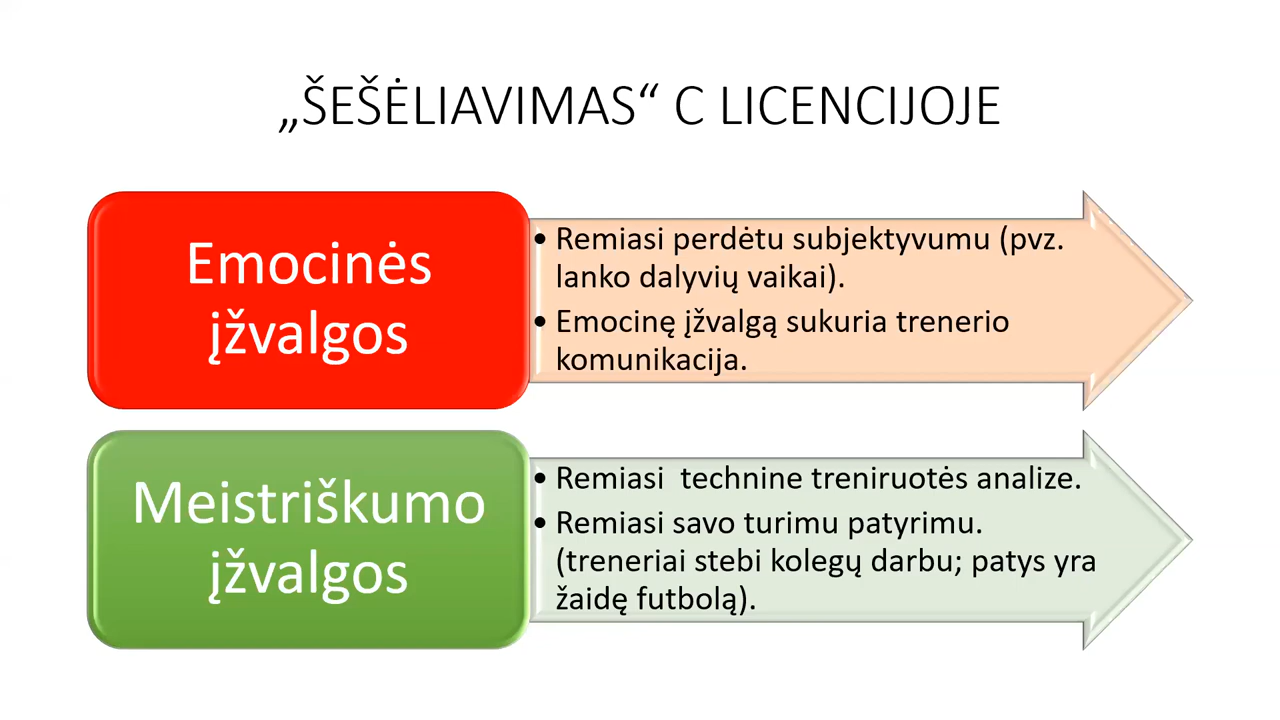 „ŠEŠĖLIAVIMAS“ C LICENCIJOJE
Emocinės
įžvalgos
• Remiasi perdėtu subjektyvumu (pvz.
lanko dalyvių vaikai).
• Emocinę įžvalgą sukuria trenerio
komunikacija.
Meistriškumo
įžvalgos
• Remiasi  technine treniruotės analize.
• Remiasi savo turimu patyrimu.
(treneriai stebi kolegų darbu; patys yra
žaidę futbolą).